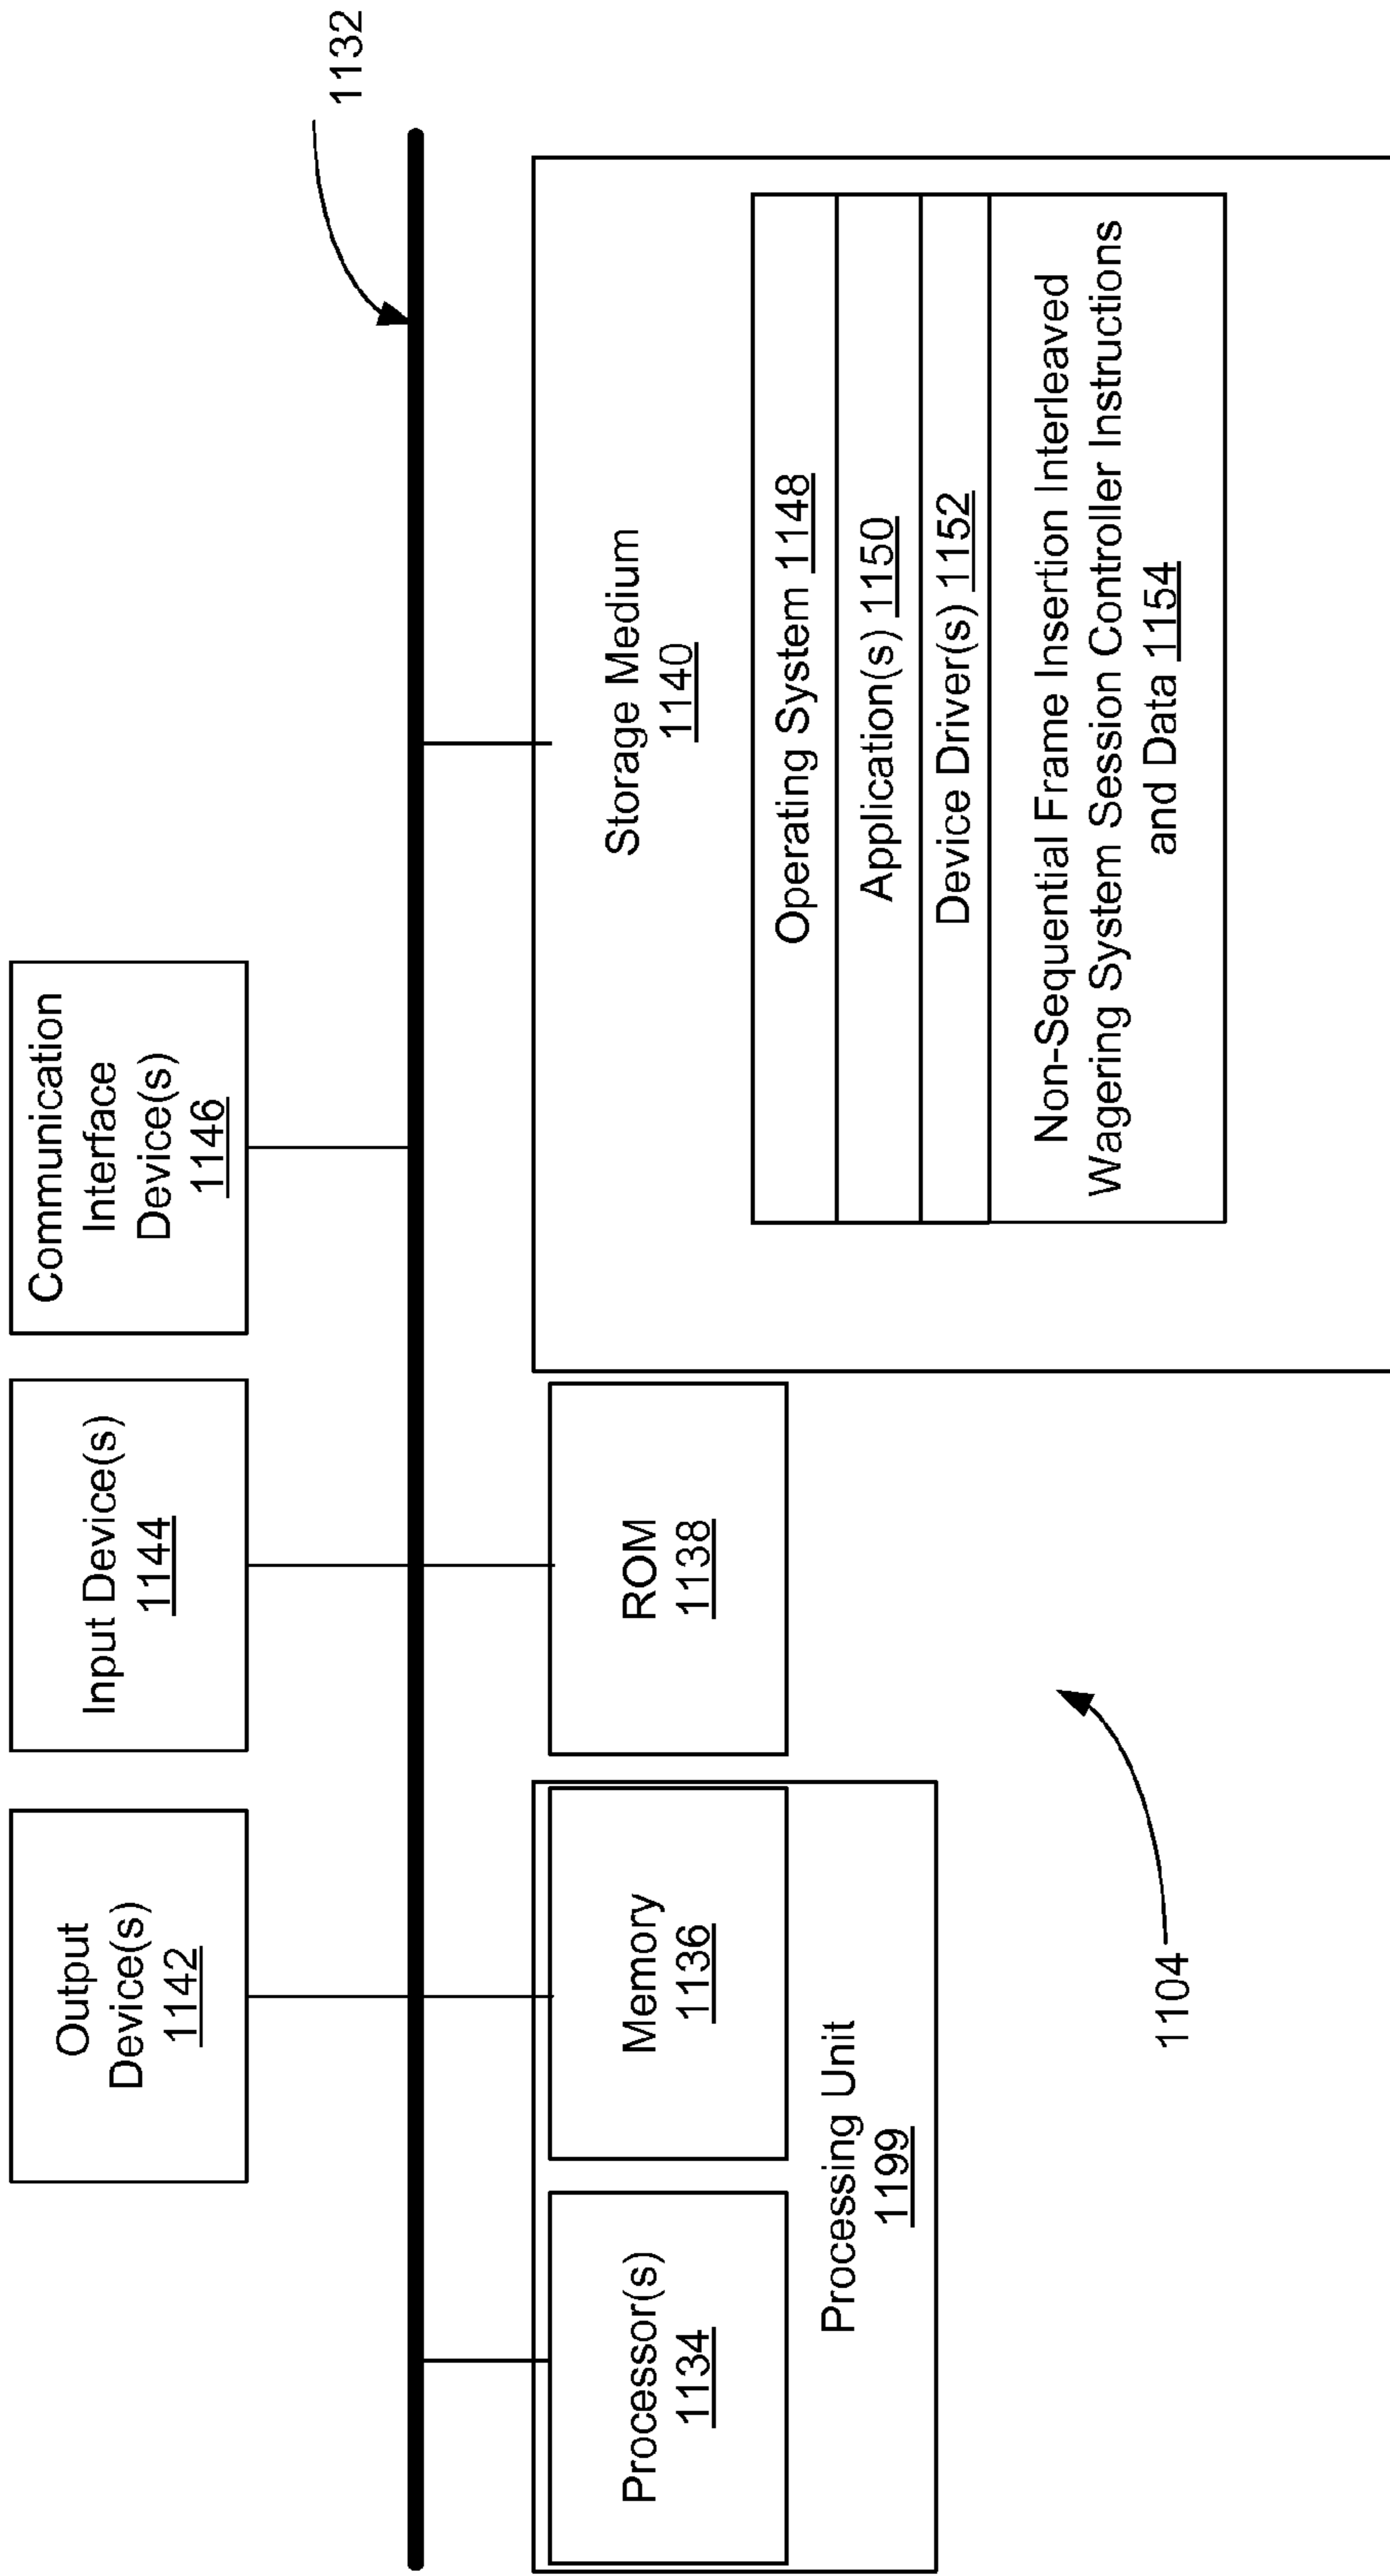 Output
Device(s)
1142
Input Device(s)
1144
Communication
Interface
Device(s)
1146
1132
Processor(s)
1134
Memory
1136
Processing Unit
1199
ROM
1138
Storage Medium
1140
Operating System 1148
Application(s) 1150
Device Driver(s) 1152
Non-Sequential Frame Insertion Interleaved
Wagering System Session Controller Instructions
and Data 1154
1104